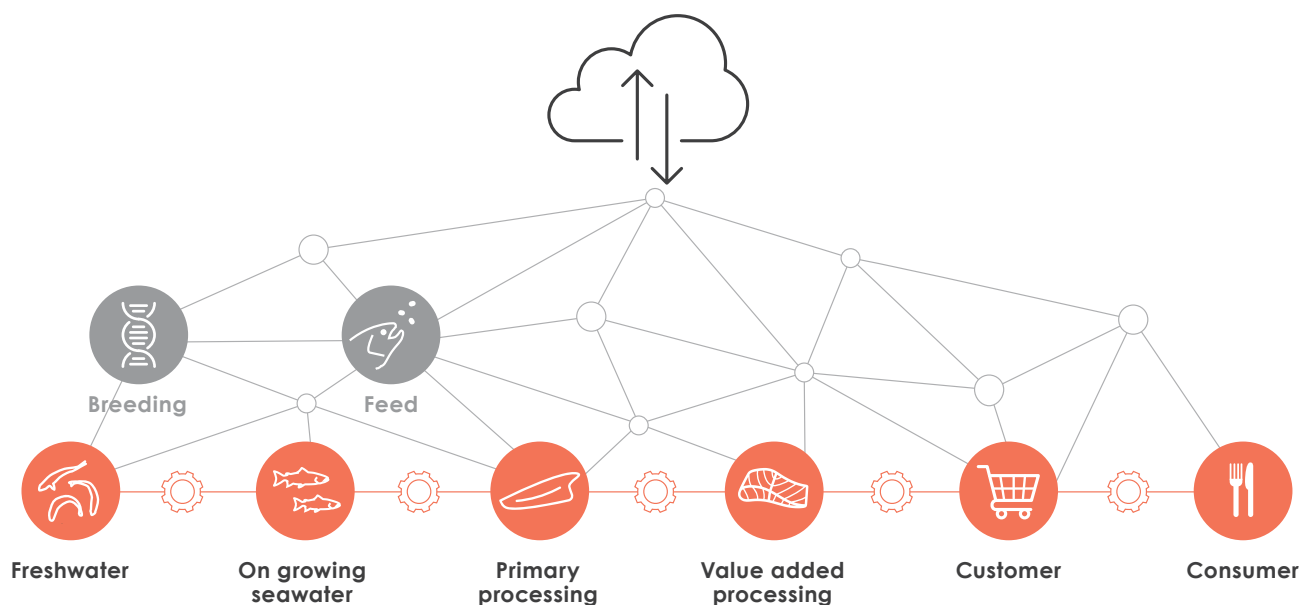 Breeding
Feed
Freshwater
On growing
seawater
Primary
processing
Value added
processing
Customer
Consumer